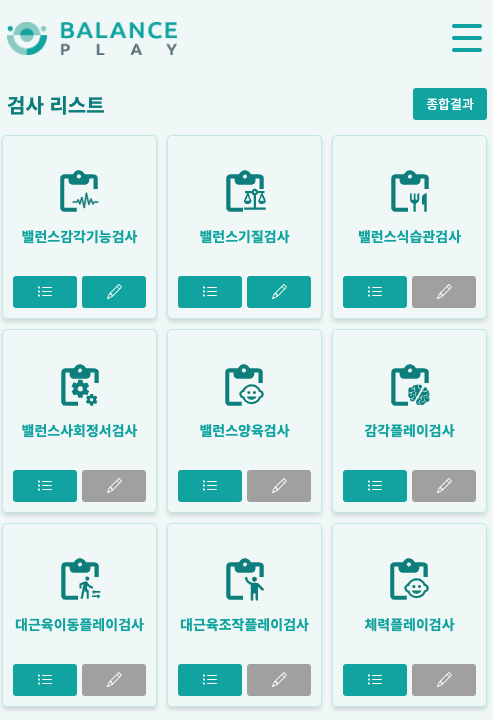 BALANCE
PLAY
검사 리스트
종합결과
밸런스감각기능검사
밸런스기질검사
밸런스식습관검사
밸런스사회정서검사
밸런스양육검사
감각플레이검사
대근육이동플레이검사
대근육조작플레이검사
체력플레이검사